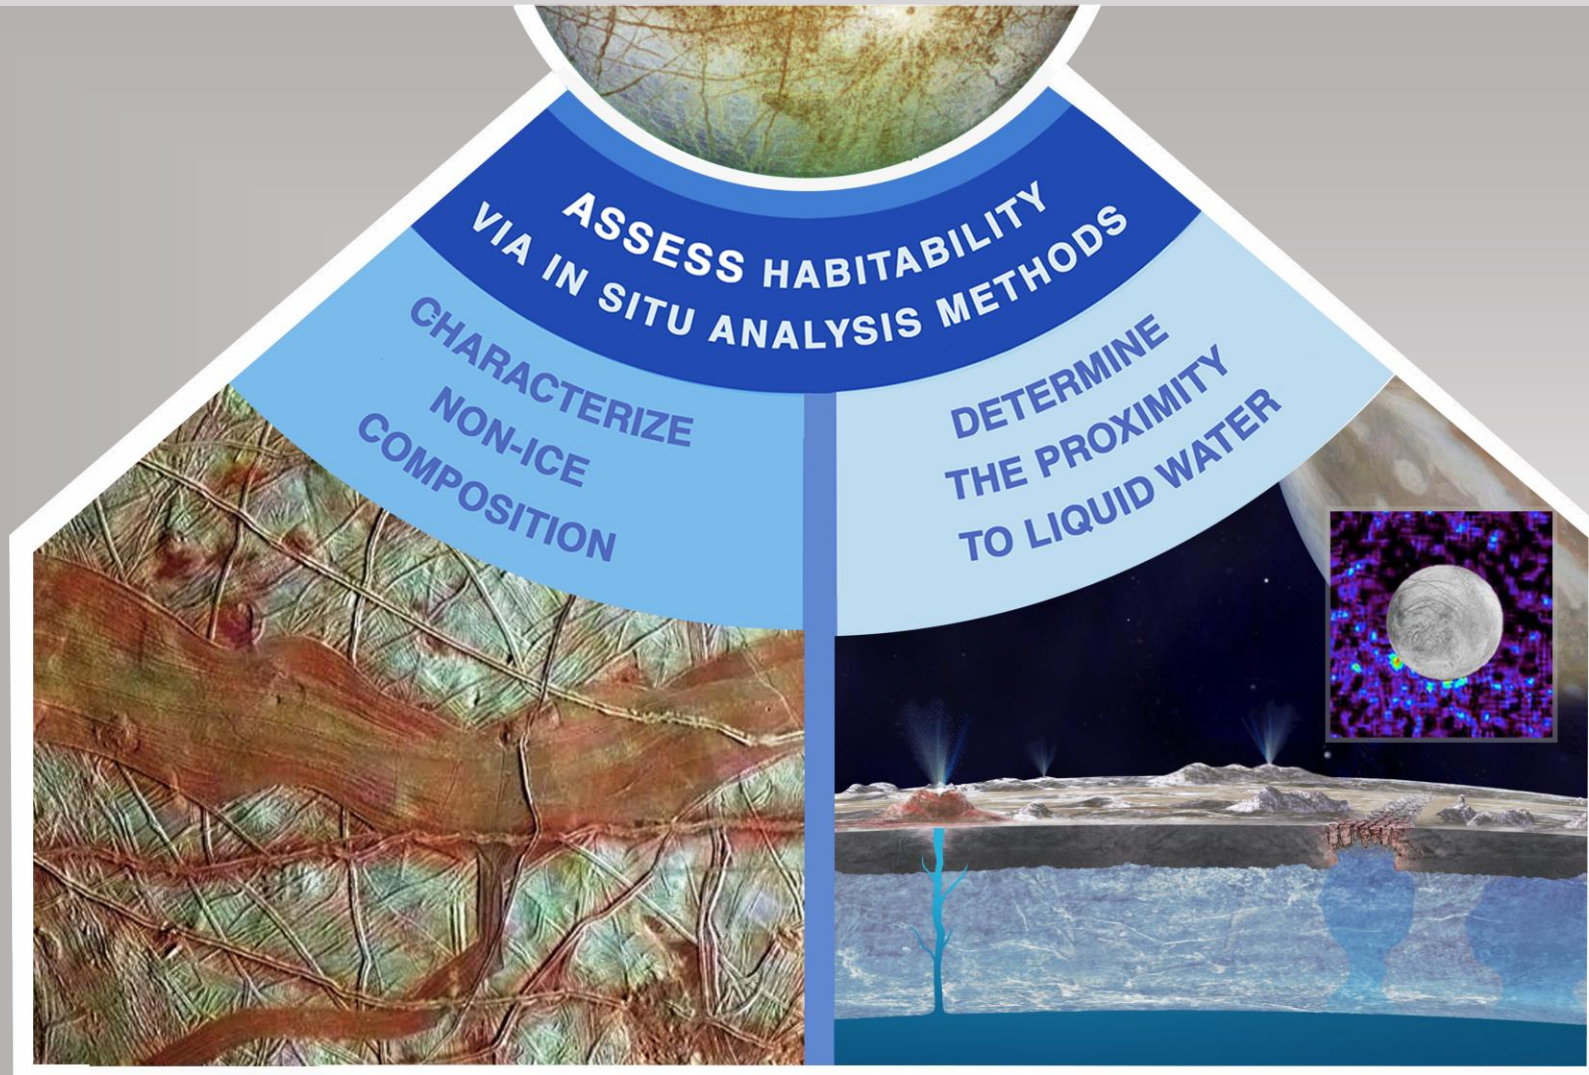 ASSESS HABITABILITY
VIA IN SITU ANALYSIS METHODS
CHARACTERIZE
NON-ICE
COMPOSITION
DETERMINE
THE PROXIMITY
TO LIQUID WATER